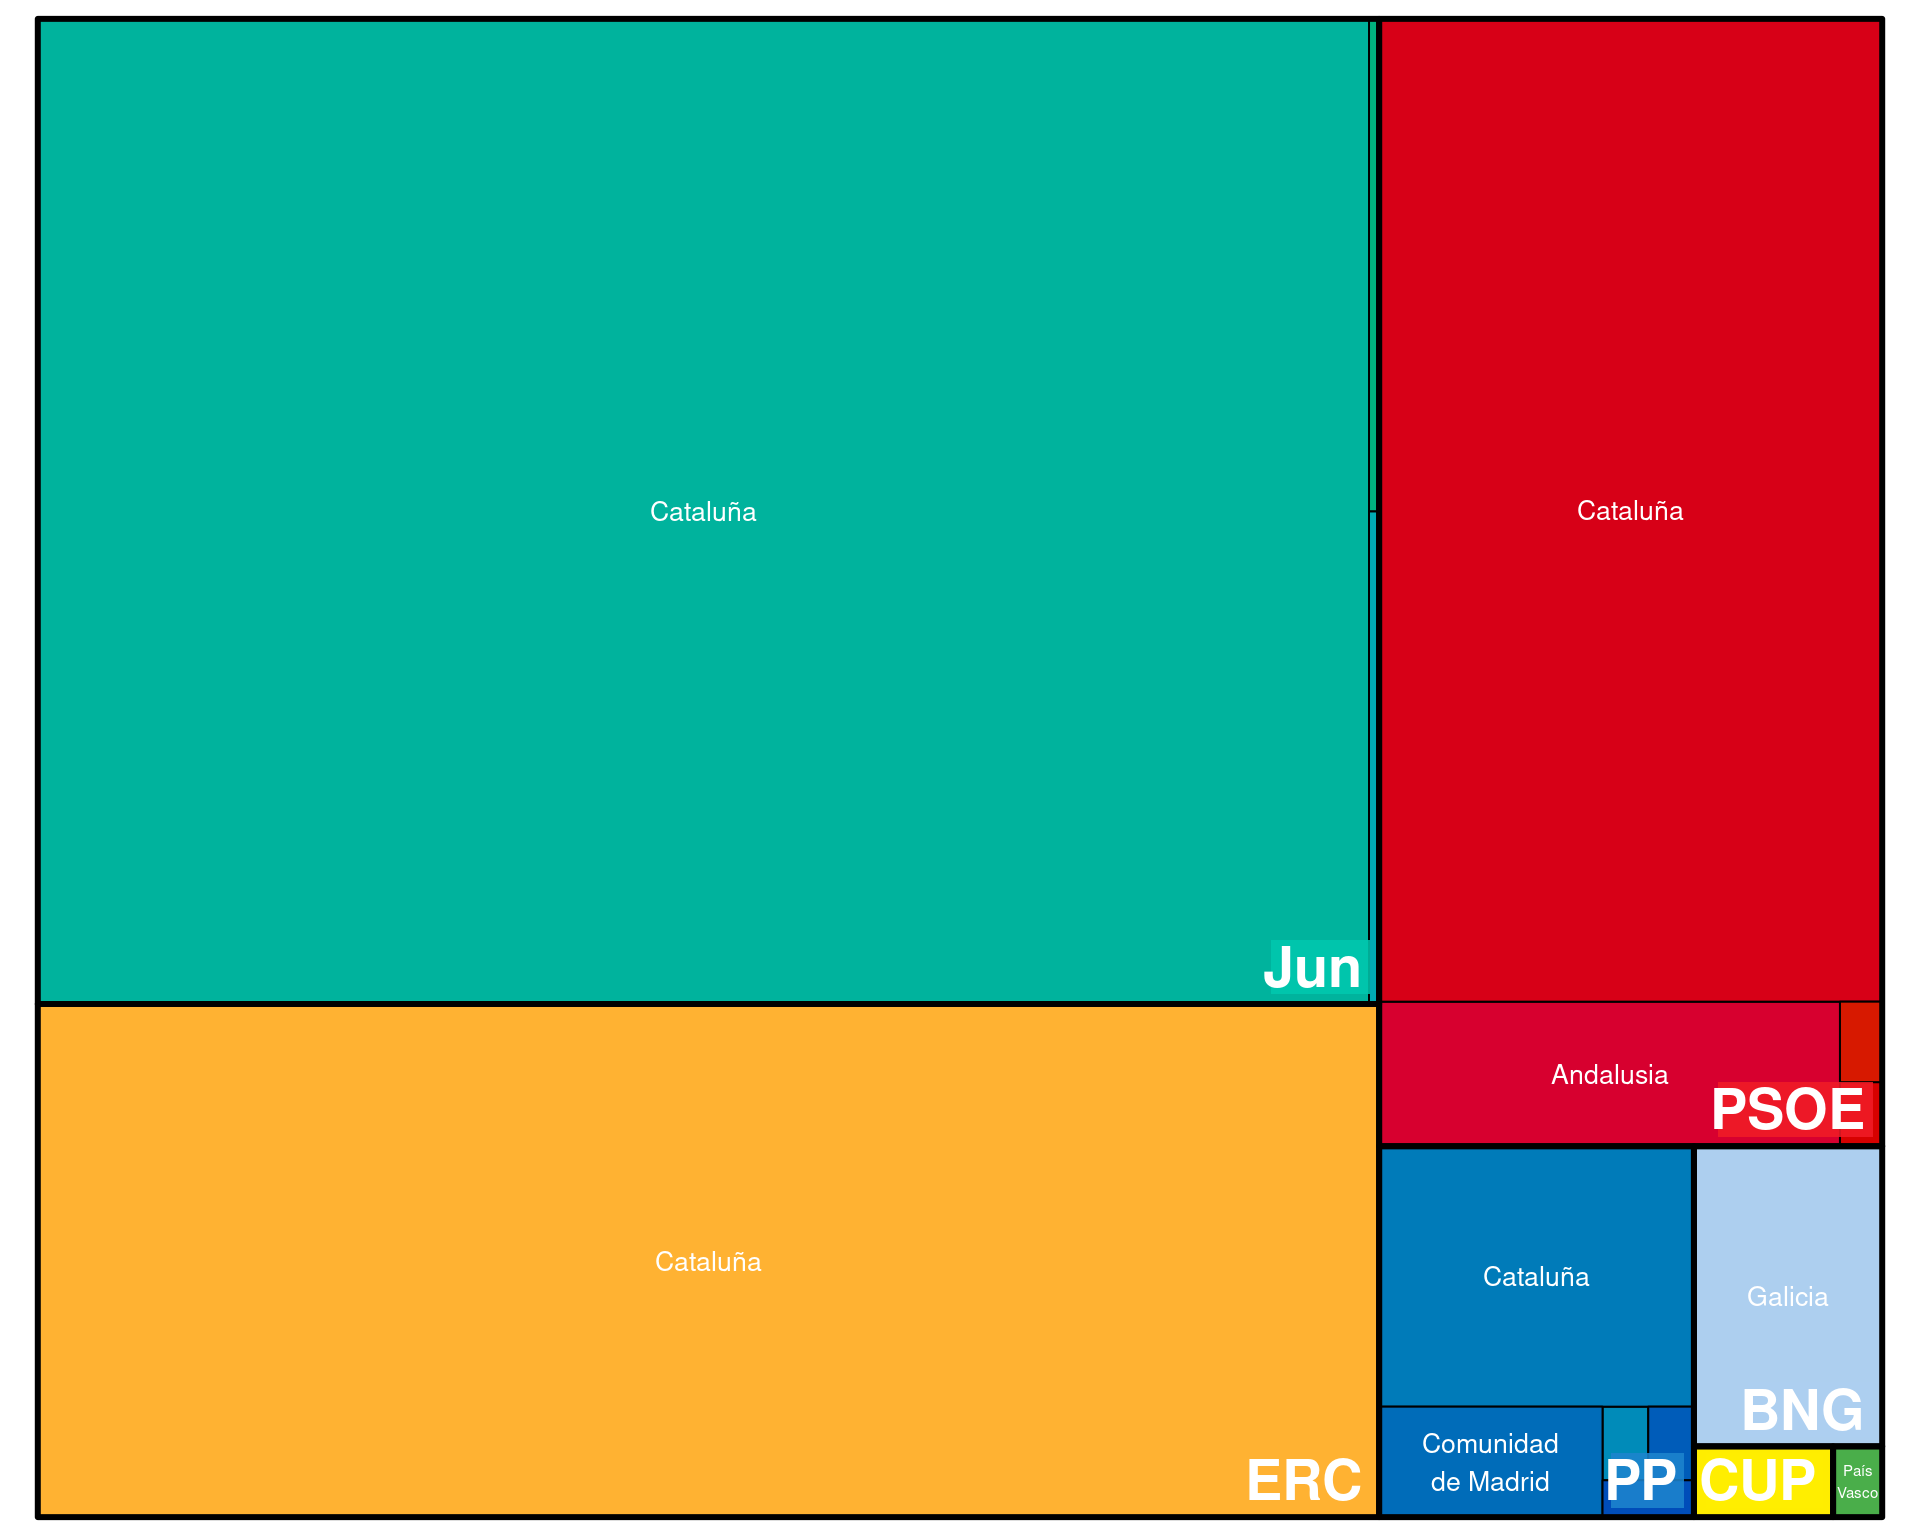 Cataluña
Jun
Cataluña
ERC
Cataluña
Andalusia
PSOE
Cataluña
Comunidad
de Madrid
PP
Galicia
BNG
CUP
País
Vasco